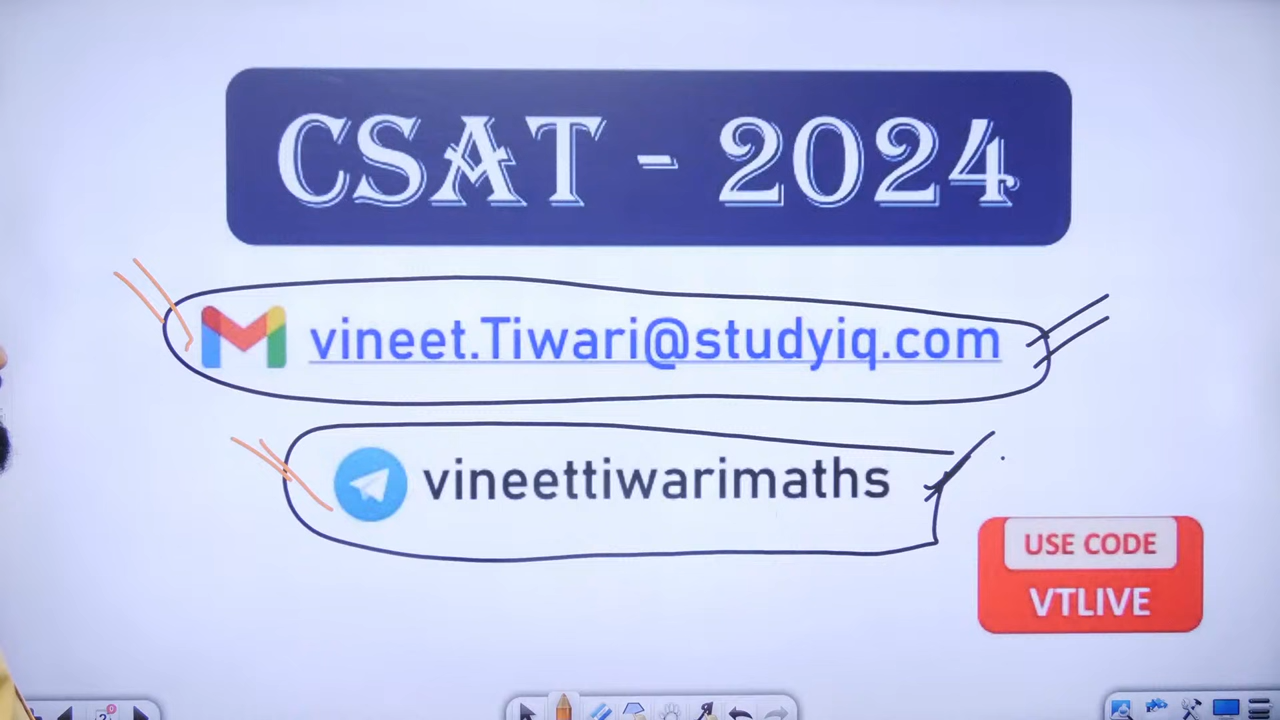 CSAT - 2024
vineet.Tiwari@studyiq.com
vineettiwarimaths
USE CODE
VTLIVE